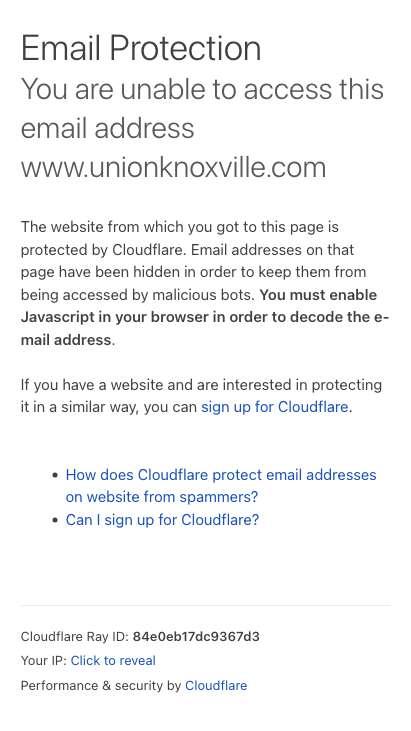 Email Protection
You are unable to access this
email address
www.unionknoxville.com
The website from which you got to this page is
protected by Cloudflare. Email addresses on that
page have been hidden in order to keep them from
being accessed by malicious bots. You must enable
Javascript in your browser in order to decode the e-
mail address.
If you have a website and are interested in protecting
it in a similar way, you can sign up for Cloudflare.
• How does Cloudflare protect email addresses
on website from spammers?
• Can I sign up for Cloudflare?
Cloudflare Ray ID: 84e0eb17dc9367d3
Your IP: Click to reveal
Performance & security by Cloudflare